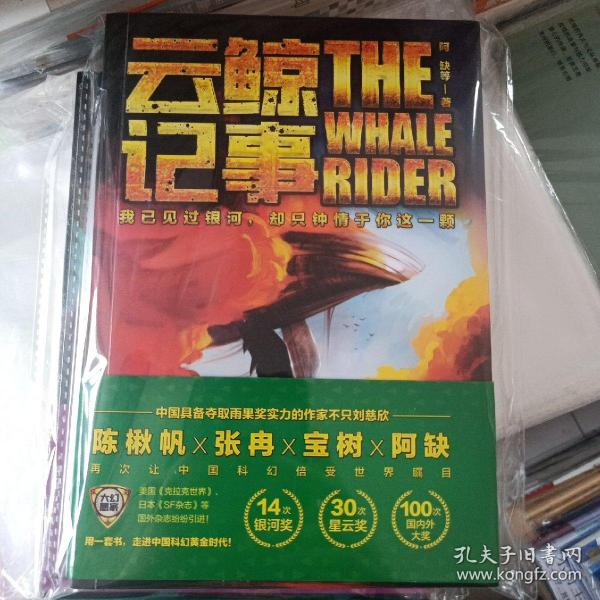 云鲸
记事
THE
WHALE
RIDER
阿缺等一著
我已见过银河，却只钟情于你这一颗
中国具备夺取雨果奖实力的作家不只刘慈欣
陈楸帆×张冉×宝树×阿缺
再次让中国科幻倍受世界瞩目
大幻
想家
美国《克拉克世界》、
日本《SF杂志》等
国外杂志纷纷引进！
14次
银河奖
30次
星云奖
100次
国内外
大奖
用一套书，走进中国科幻黄金时代！
孔夫子旧书网
www.kongfz.com